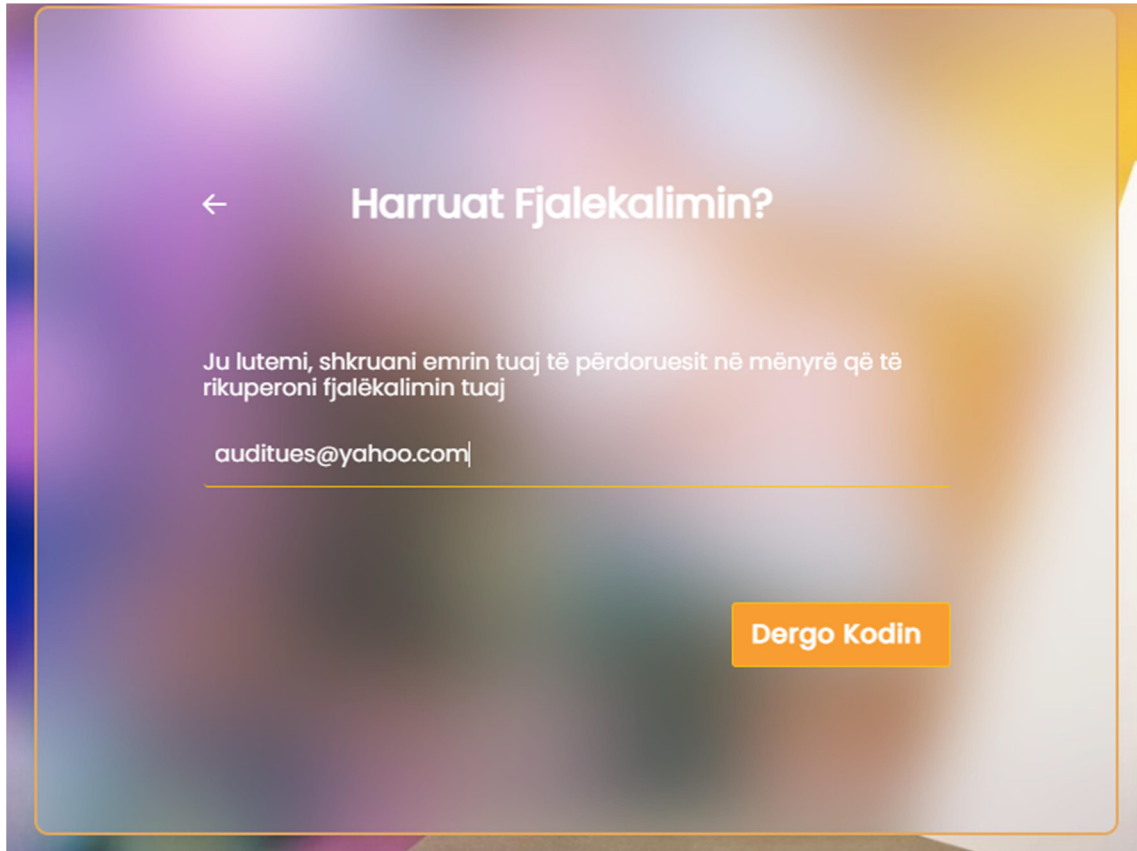 Harruat Fjalekalimin?
Ju lutemi, shkruani emrin tuaj të përdoruesit në mënyrë që të
rikuperoni fjalëkalimin tuaj
auditues@yahoo.com
Dergo Kodin